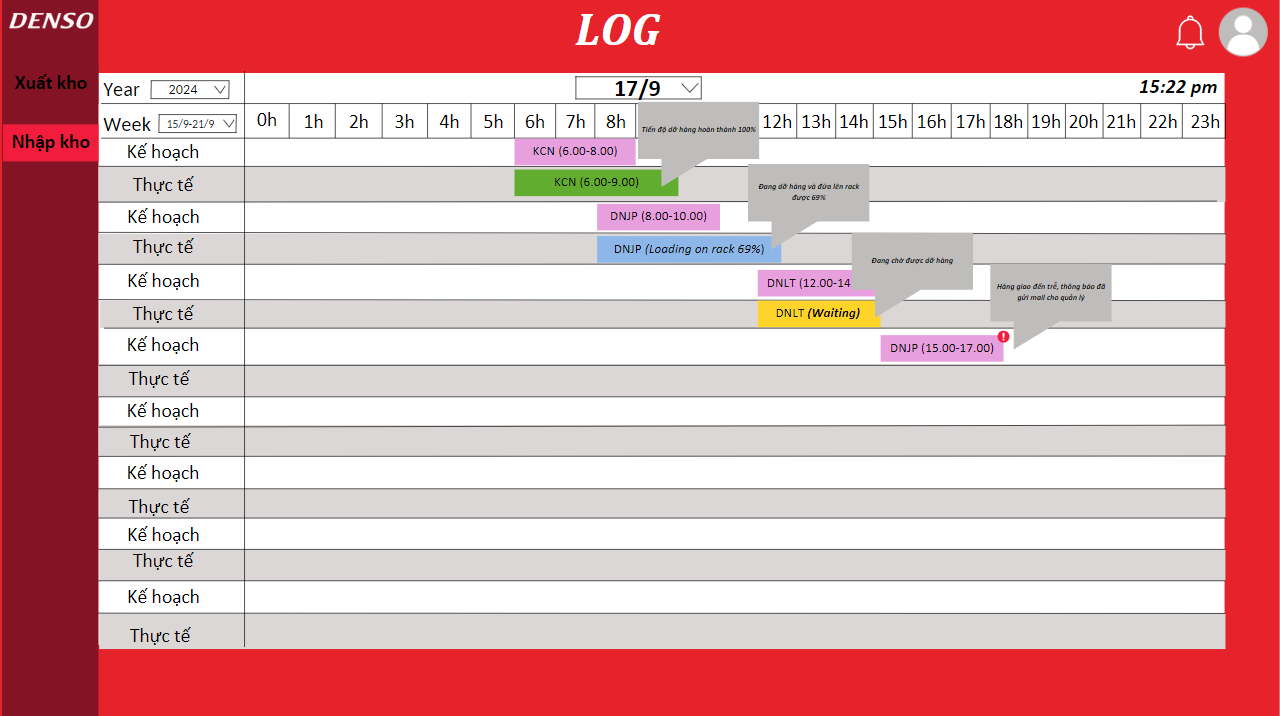 DENSO
LOG
Xuất kho
Nhập kho
Year 2024
17/9
15:22 pm
Week 15/9-21/9
0h 1h 2h 3h 4h 5h 6h 7h 8h 12h 13h 14h 15h 16h 17h 18h 19h 20h 21h 22h 23h
Tiến độ dỡ hàng hoàn thành 100%
Kế hoạch
KCN (6.00-8.00)
Thực tế
KCN (6.00-9.00)
Đang dỡ hàng và đứa lên rack
được 69%
Kế hoạch
DNJP (8.00-10.00)
Thực tế
DNJP (Loading on rack 69%)
Đang chờ được dỡ hàng
Kế hoạch
DNLT (12.00-14
Hàng giao đến trễ, thông báo đã
gửi mail cho quản lý
Thực tế
DNLT (Waiting)
Kế hoạch
DNJP (15.00-17.00)
!
Thực tế
Kế hoạch
Thực tế
Kế hoạch
Thực tế
Kế hoạch
Thực tế
Kế hoạch
Thực tế